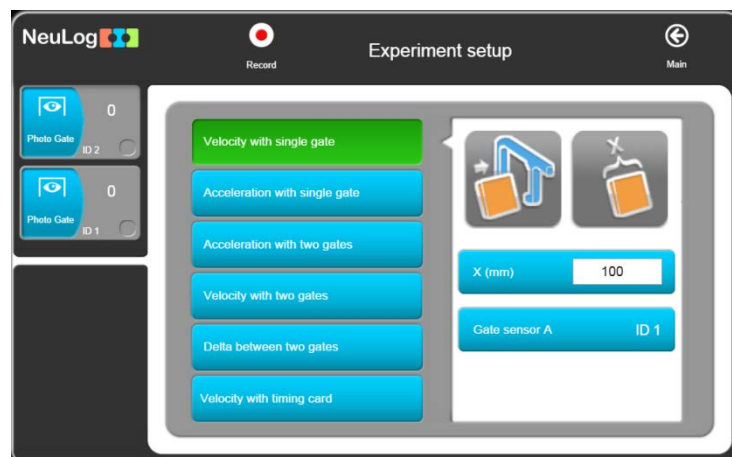 NeuLog
Record
Experiment setup
Main
0
Photo Gate
ID 2
0
Photo Gate
ID 1
Velocity with single gate
Acceleration with single gate
Acceleration with two gates
Velocity with two gates
Delta between two gates
Velocity with timing card
X
X (mm) 100
Gate sensor A ID 1